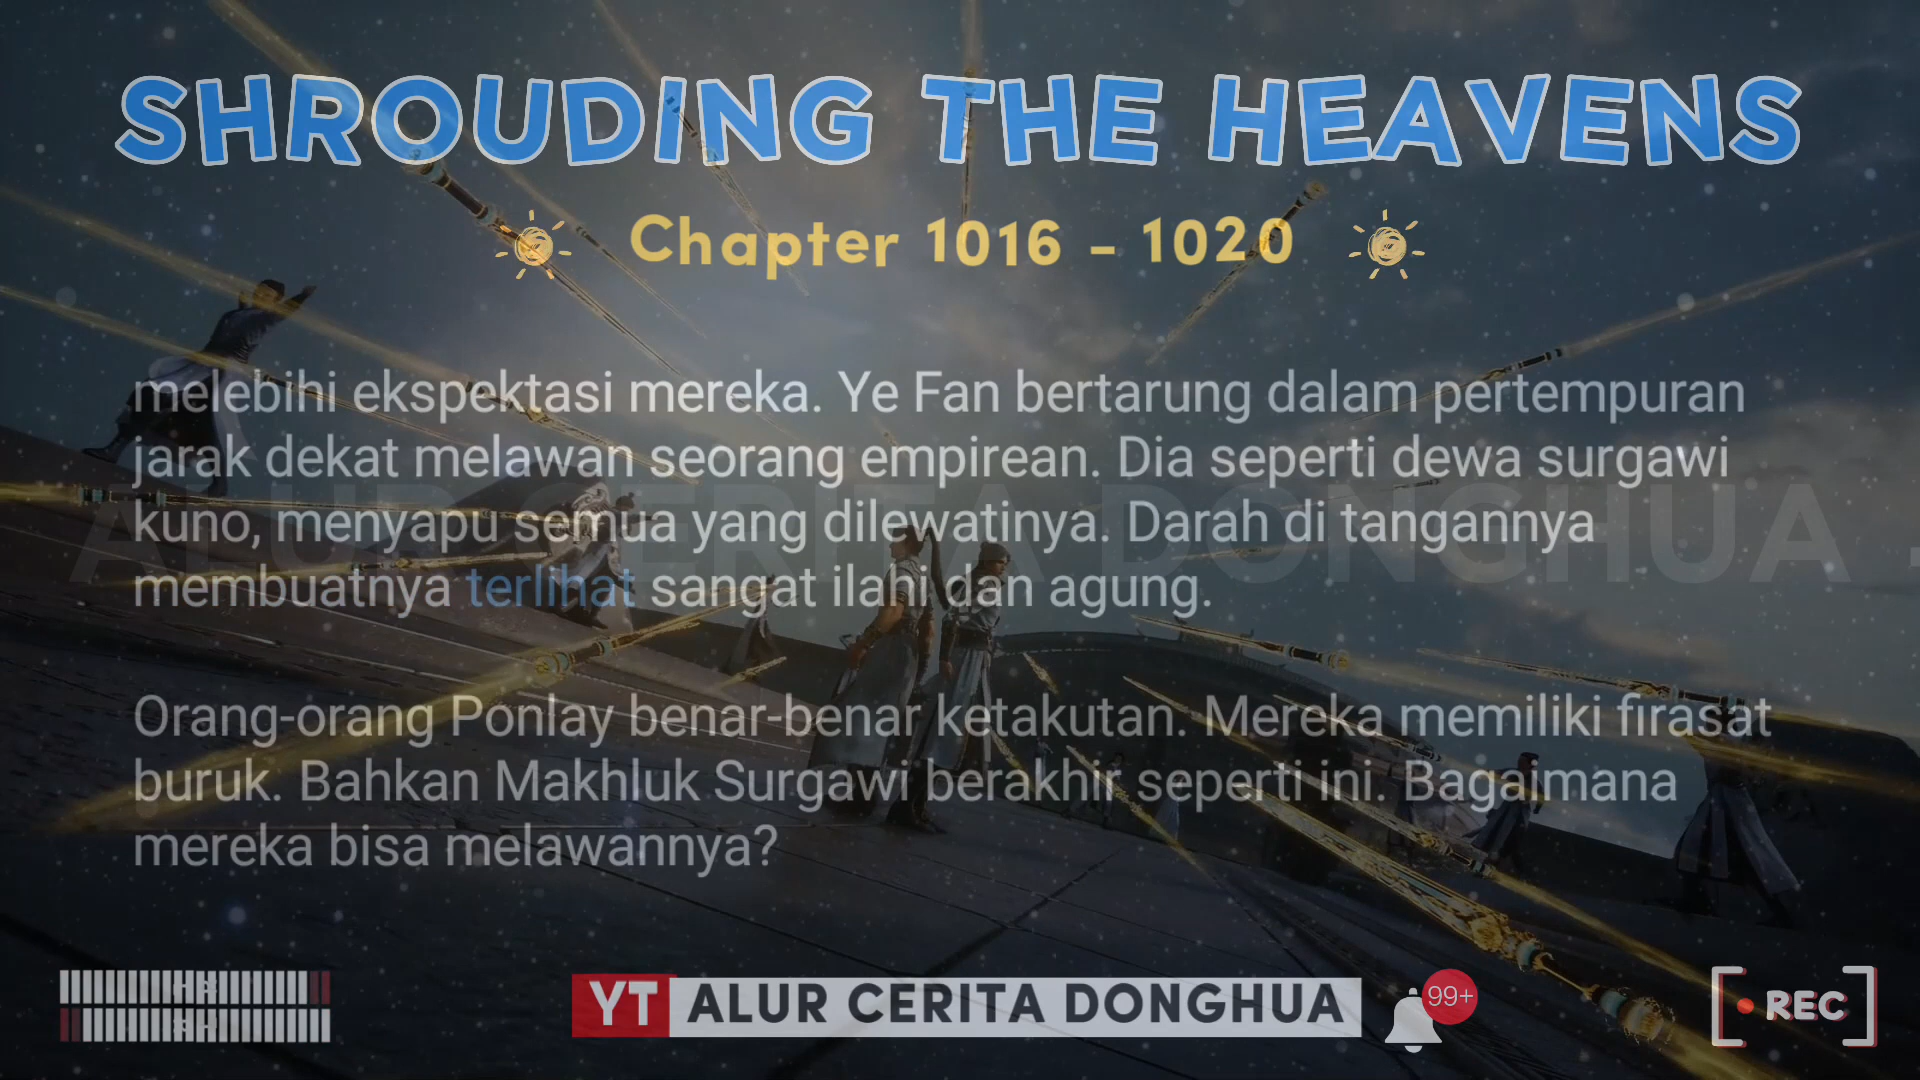 SHROUDING THE HEAVENS
Chapter 1016 - 1020
melebihi ekspektasi mereka. Ye Fan bertarung dalam pertempuran
jarak dekat melawan seorang empirean. Dia seperti dewa surgawi
kuno, menyapu semua yang dilewatinya. Darah di tangannya
membuatnya terlihat sangat ilahi dan agung.
ALUR CERITA DONGHUA -
Orang-orang Ponlay benar-benar ketakutan. Mereka memiliki firasat
buruk. Bahkan Makhluk Surgawi berakhir seperti ini. Bagaimana
mereka bisa melawannya?
YT ALUR CERITA DONGHUA
99+
REC